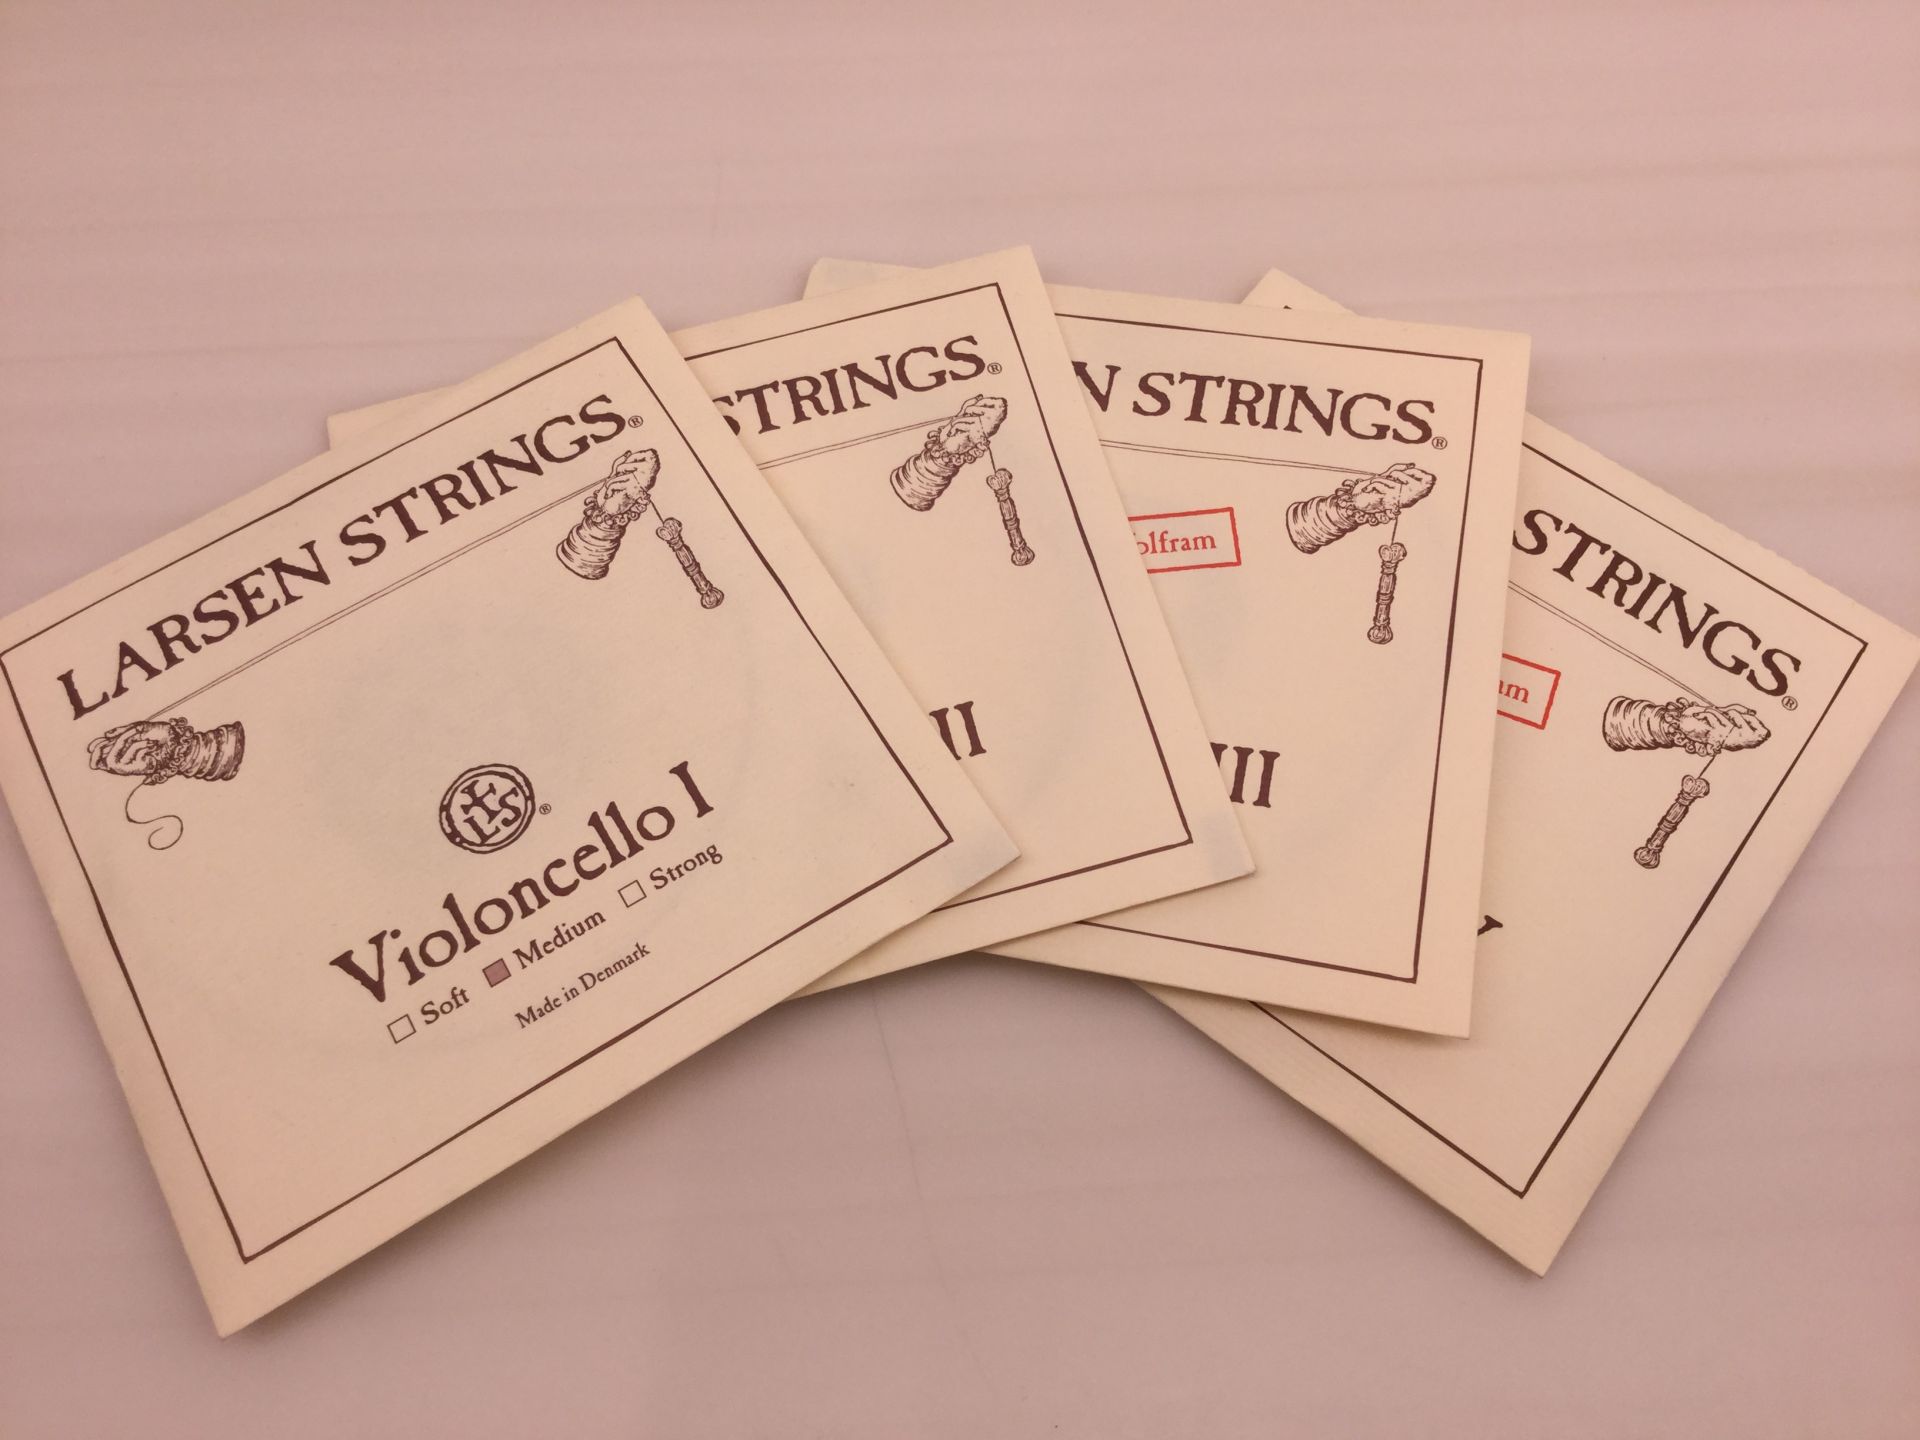 LARSEN STRINGS®
LS®
Violoncello I
Soft Medium Strong
Made in Denmark
STRINGS®
II
N STRINGS®
olfram
III
STRINGS®
am
V